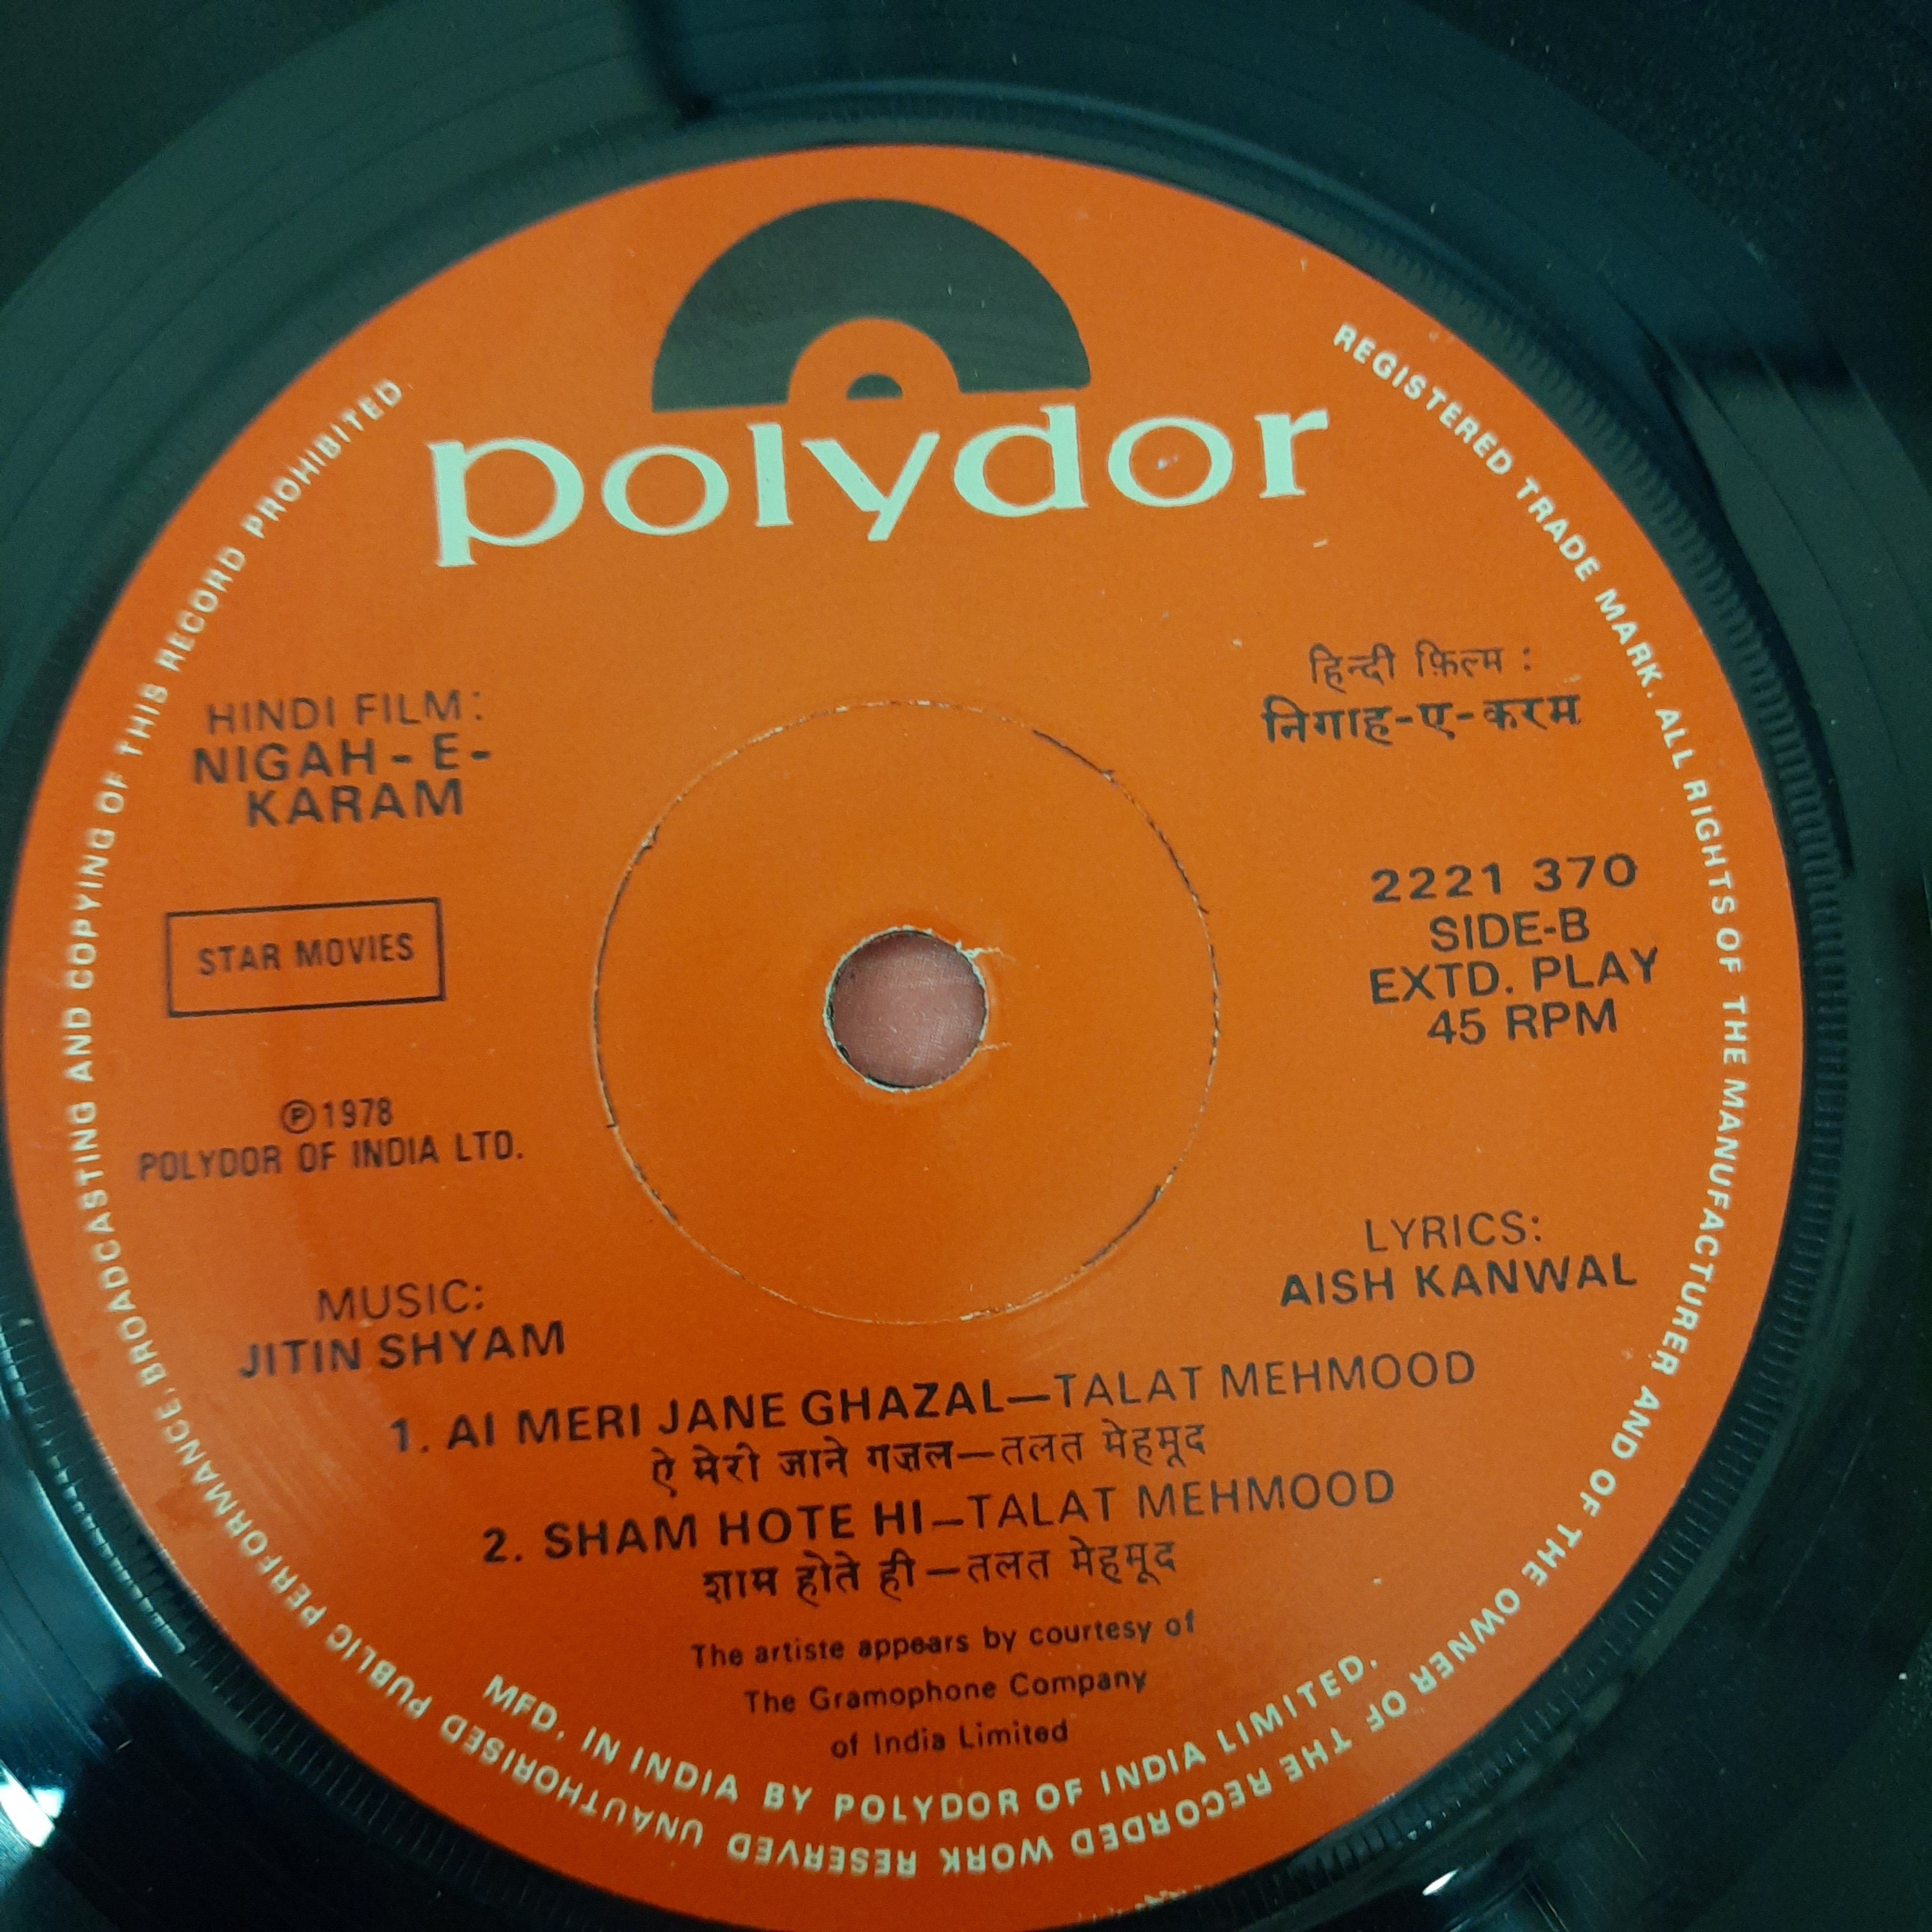 polydor
HINDI FILM:
NIGAH - E -
KARAM
हिन्दी फ़िल्म :
निगाह-ए-करम
STAR MOVIES
2221 370
SIDE-B
EXTD. PLAY
45 RPM
Ⓟ1978
POLYDOR OF INDIA LTD.
MUSIC:
JITIN SHYAM
LYRICS:
AISH KANWAL
1. AI MERI JANE GHAZAL—TALAT MEHMOOD
ऐ मेरी जाने गज़ल—तलत मेहमूद
2. SHAM HOTE HI—TALAT MEHMOOD
शाम होते ही—तलत मेहमूद
The artiste appears by courtesy of
The Gramophone Company
of India Limited
MFD. IN INDIA BY POLYDOR OF INDIA LIMITED.
REGISTERED TRADE MARK. ALL RIGHTS OF THE MANUFACTURER AND OF THE OWNER OF THE RECORDED WORK RESERVED UNAUTHORISED PUBLIC PERFORMANCE, BROADCASTING AND COPYING OF THIS RECORD PROHIBITED